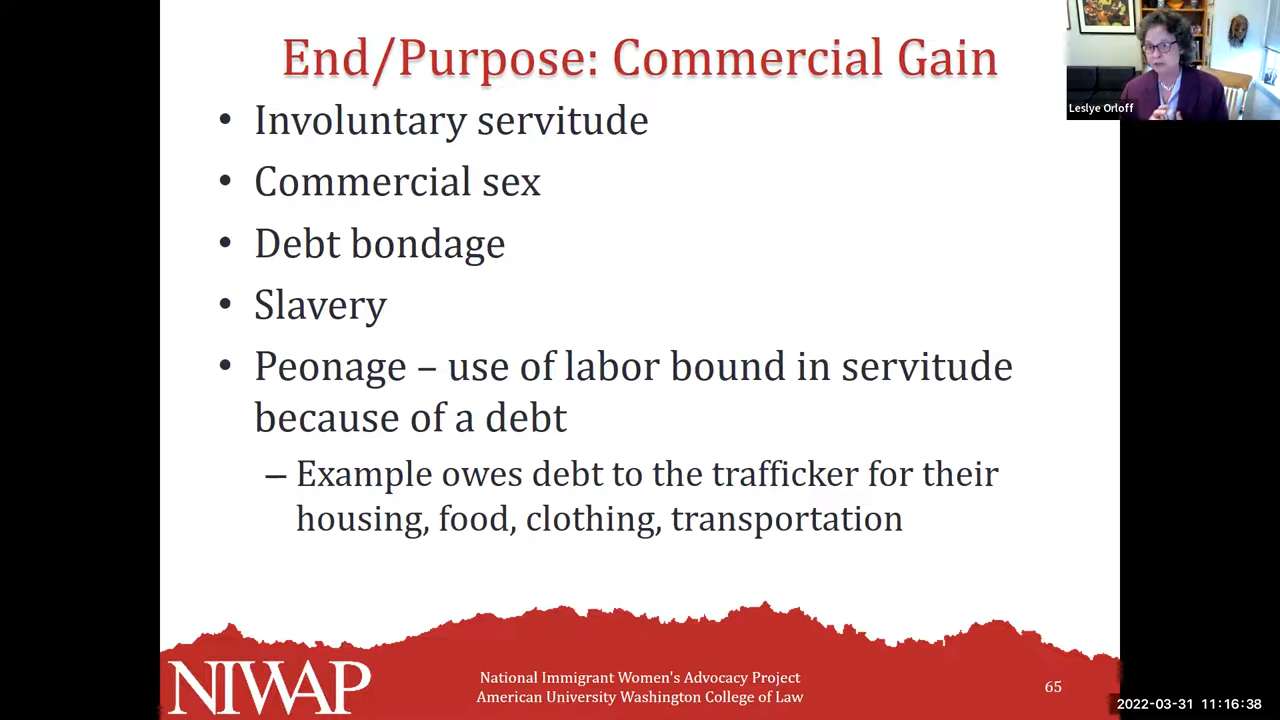 End/Purpose: Commercial Gain
Leslye Orloff
• Involuntary servitude
• Commercial sex
• Debt bondage
• Slavery
• Peonage – use of labor bound in servitude
because of a debt
– Example owes debt to the trafficker for their
housing, food, clothing, transportation
NIWAP
National Immigrant Women's Advocacy Project
American University Washington College of Law
65
2022-03-31 11:16:38